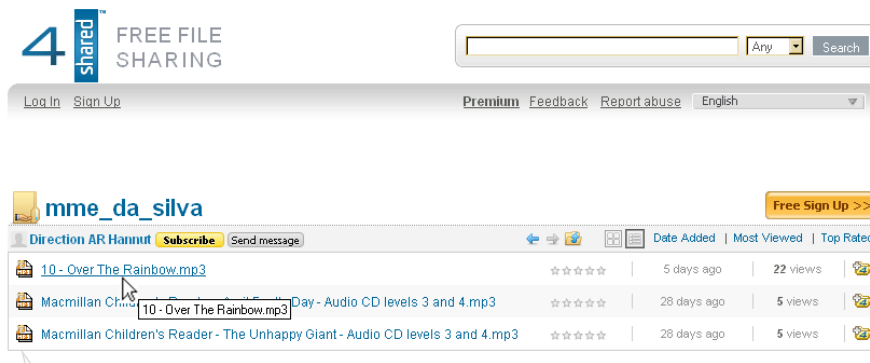 4shared™ FREE FILE
SHARING
Any Search
Log In Sign Up Premium Feedback Report abuse English
mme_da_silva Free Sign Up >>
Direction AR Hannut Subscribe Send message Date Added | Most Viewed | Top Rated
10 - Over The Rainbow.mp3 5 days ago 22 views
Macmillan Day - Audio CD levels 3 and 4.mp3 28 days ago 5 views
10 - Over The Rainbow.mp3
Macmillan Children's Reader - The Unhappy Giant - Audio CD levels 3 and 4.mp3 28 days ago 5 views